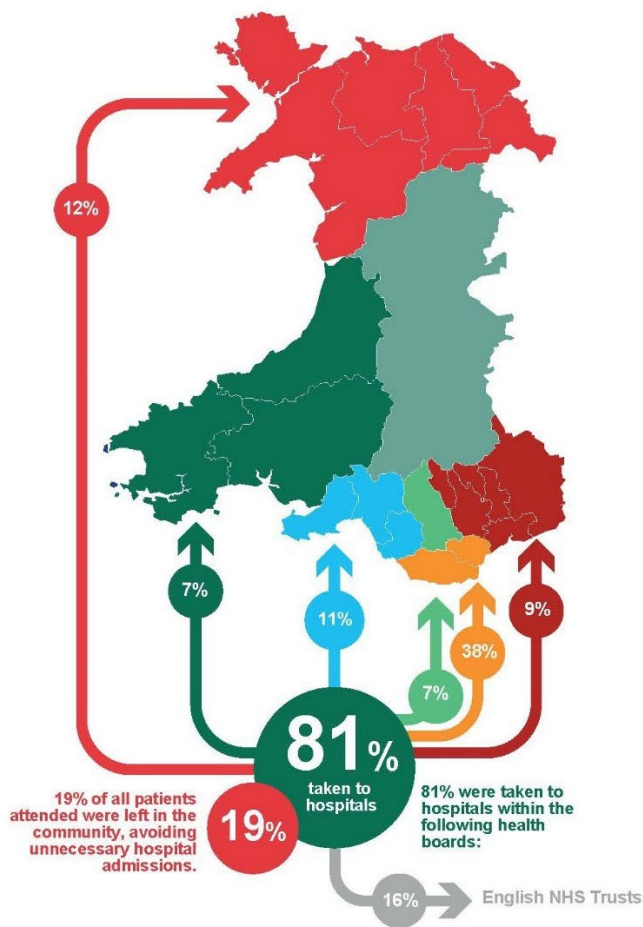 12%
7%
11%
7%
38%
9%
81%
taken to
hospitals
19% of all patients
attended were left in the
community, avoiding
unnecessary hospital
admissions.
19%
81% were taken to
hospitals within the
following health
boards:
16%
English NHS Trusts